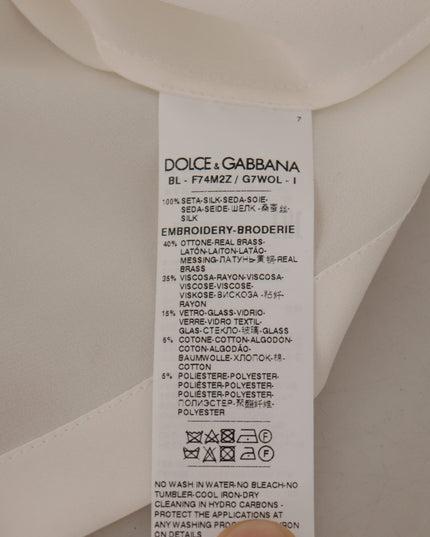 7
DOLCE & GABBANA
BL - F74M2Z / G7WOL - I
100% SETA-SILK-SEDA-SOIE-
SEDA-SEIDE-ШЕЛК-桑蚕丝-
SILK
EMBROIDERY-BRODERIE
40% OTTONE-REAL BRASS-
LATÓN-LAITON-LATAO-
MESSING-ЛАТУНЬ-黄铜-REAL
BRASS
35% VISCOSA-RAYON-VISCOSA-
VISCOSE-VISCOSE-
VISKOSE-ВИСКОЗА-粘纤-
RAYON
15% VETRO-GLASS-VIDRIO-
VERRE-VIDRO TEXTIL-
GLAS-СТЕКЛО-玻璃-GLASS
5% COTONE-COTTON-ALGODON-
COTON-ALGODÃO-
BAUMWOLLE-ХЛОПОК-棉-
COTTON
5% POLIESTERE-POLYESTER-
POLIÉSTER-POLYESTER-
POLIÉSTER-POLYESTER-
ПОЛИЭСТЕР-聚酯纤维-
POLYESTER
F
F
NO WASH IN WATER-NO BLEACH-NO
TUMBLER-COOL IRON-DRY
CLEANING IN HYDRO CARBONS -
PROTECT THE APPLICATIONS AT
ANY WASHING IRON
ON DETAILS